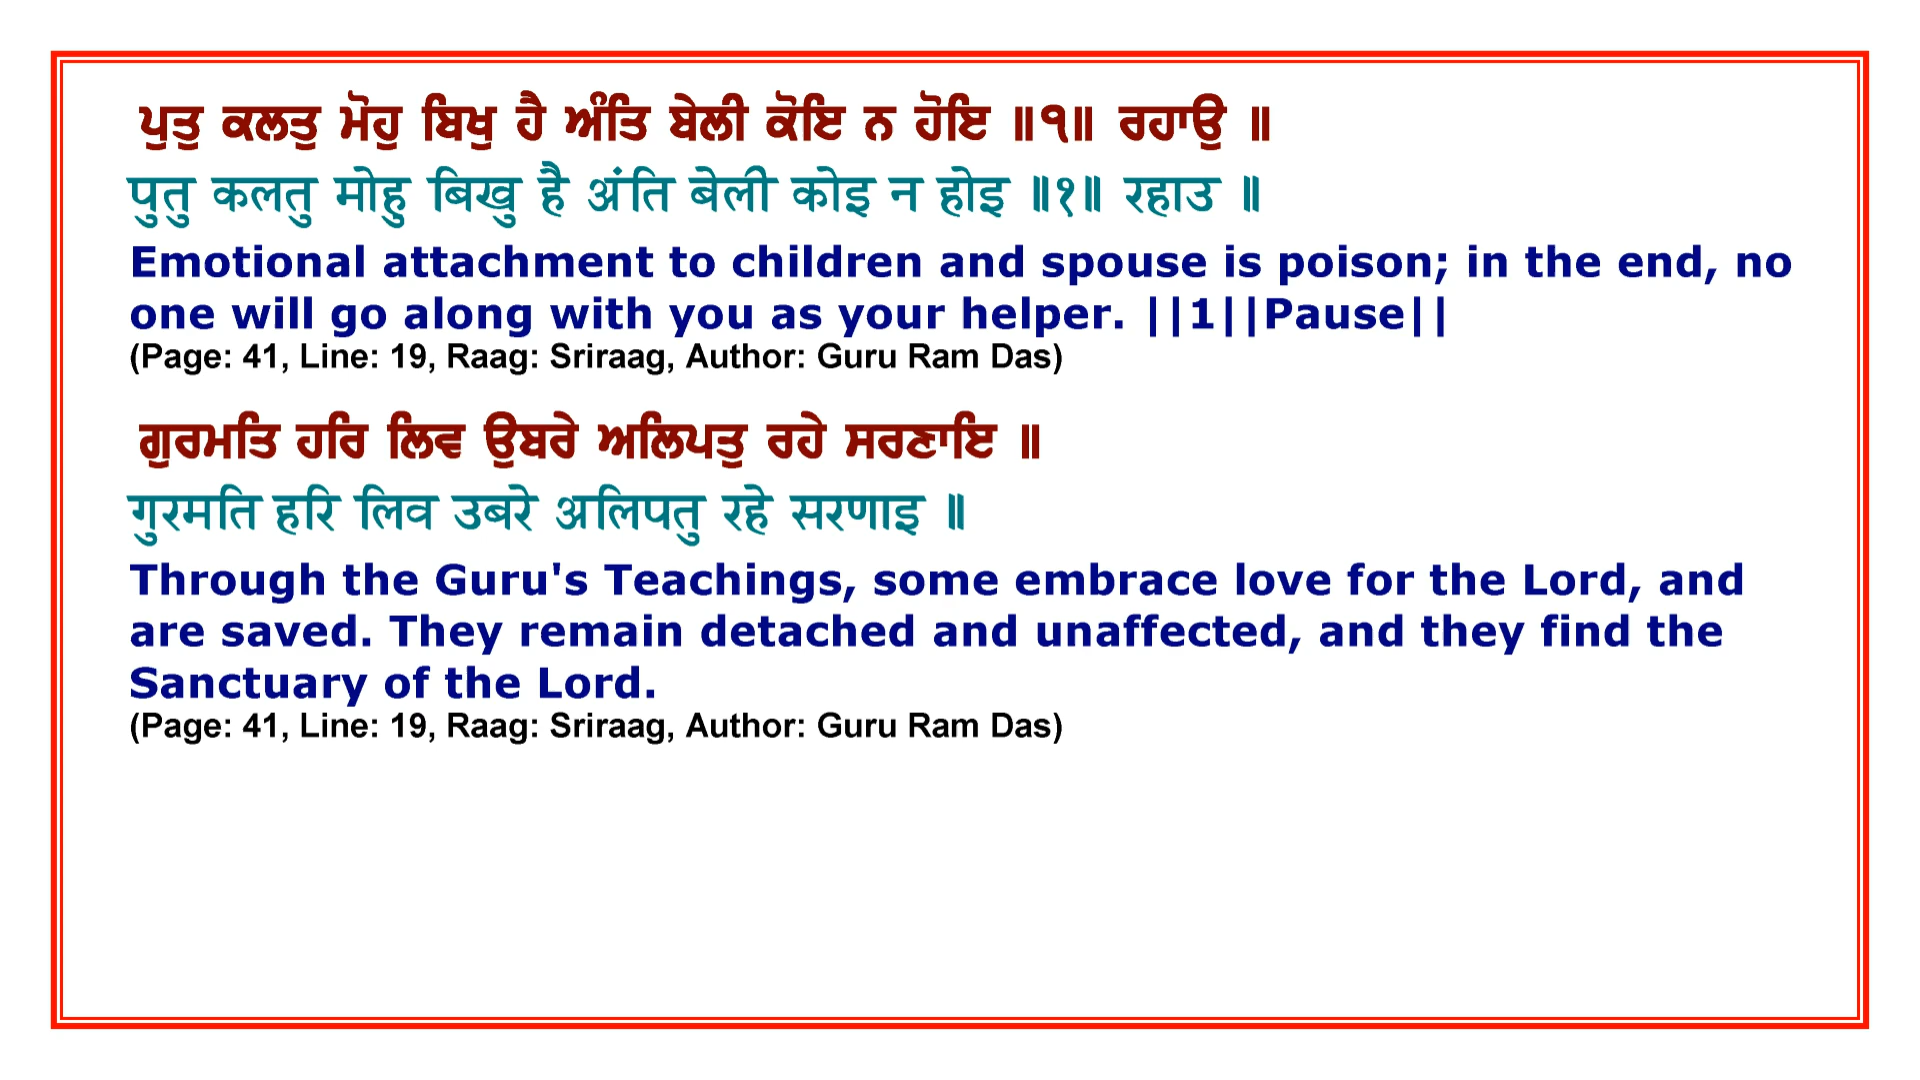 ਪੁਤੁ ਕਲਤੁ ਮੋਹੁ ਬਿਖੁ ਹੈ ਅੰਤਿ ਬੇਲੀ ਕੋਇ ਨ ਹੋਇ ॥੧॥ ਰਹਾਉ ॥
पुतु कलतु मोहु बिखु है अंति बेली कोइ न होइ ॥१॥ रहाउ ॥
Emotional attachment to children and spouse is poison; in the end, no
one will go along with you as your helper. ||1||Pause||
(Page: 41, Line: 19, Raag: Sriraag, Author: Guru Ram Das)
ਗੁਰਮਤਿ ਹਰਿ ਲਿਵ ਉਬਰੇ ਅਲਿਪਤੁ ਰਹੇ ਸਰਣਾਇ ॥
गुरमति हरि लिव उबरे अलिपतु रहे सरणाइ ॥
Through the Guru's Teachings, some embrace love for the Lord, and
are saved. They remain detached and unaffected, and they find the
Sanctuary of the Lord.
(Page: 41, Line: 19, Raag: Sriraag, Author: Guru Ram Das)